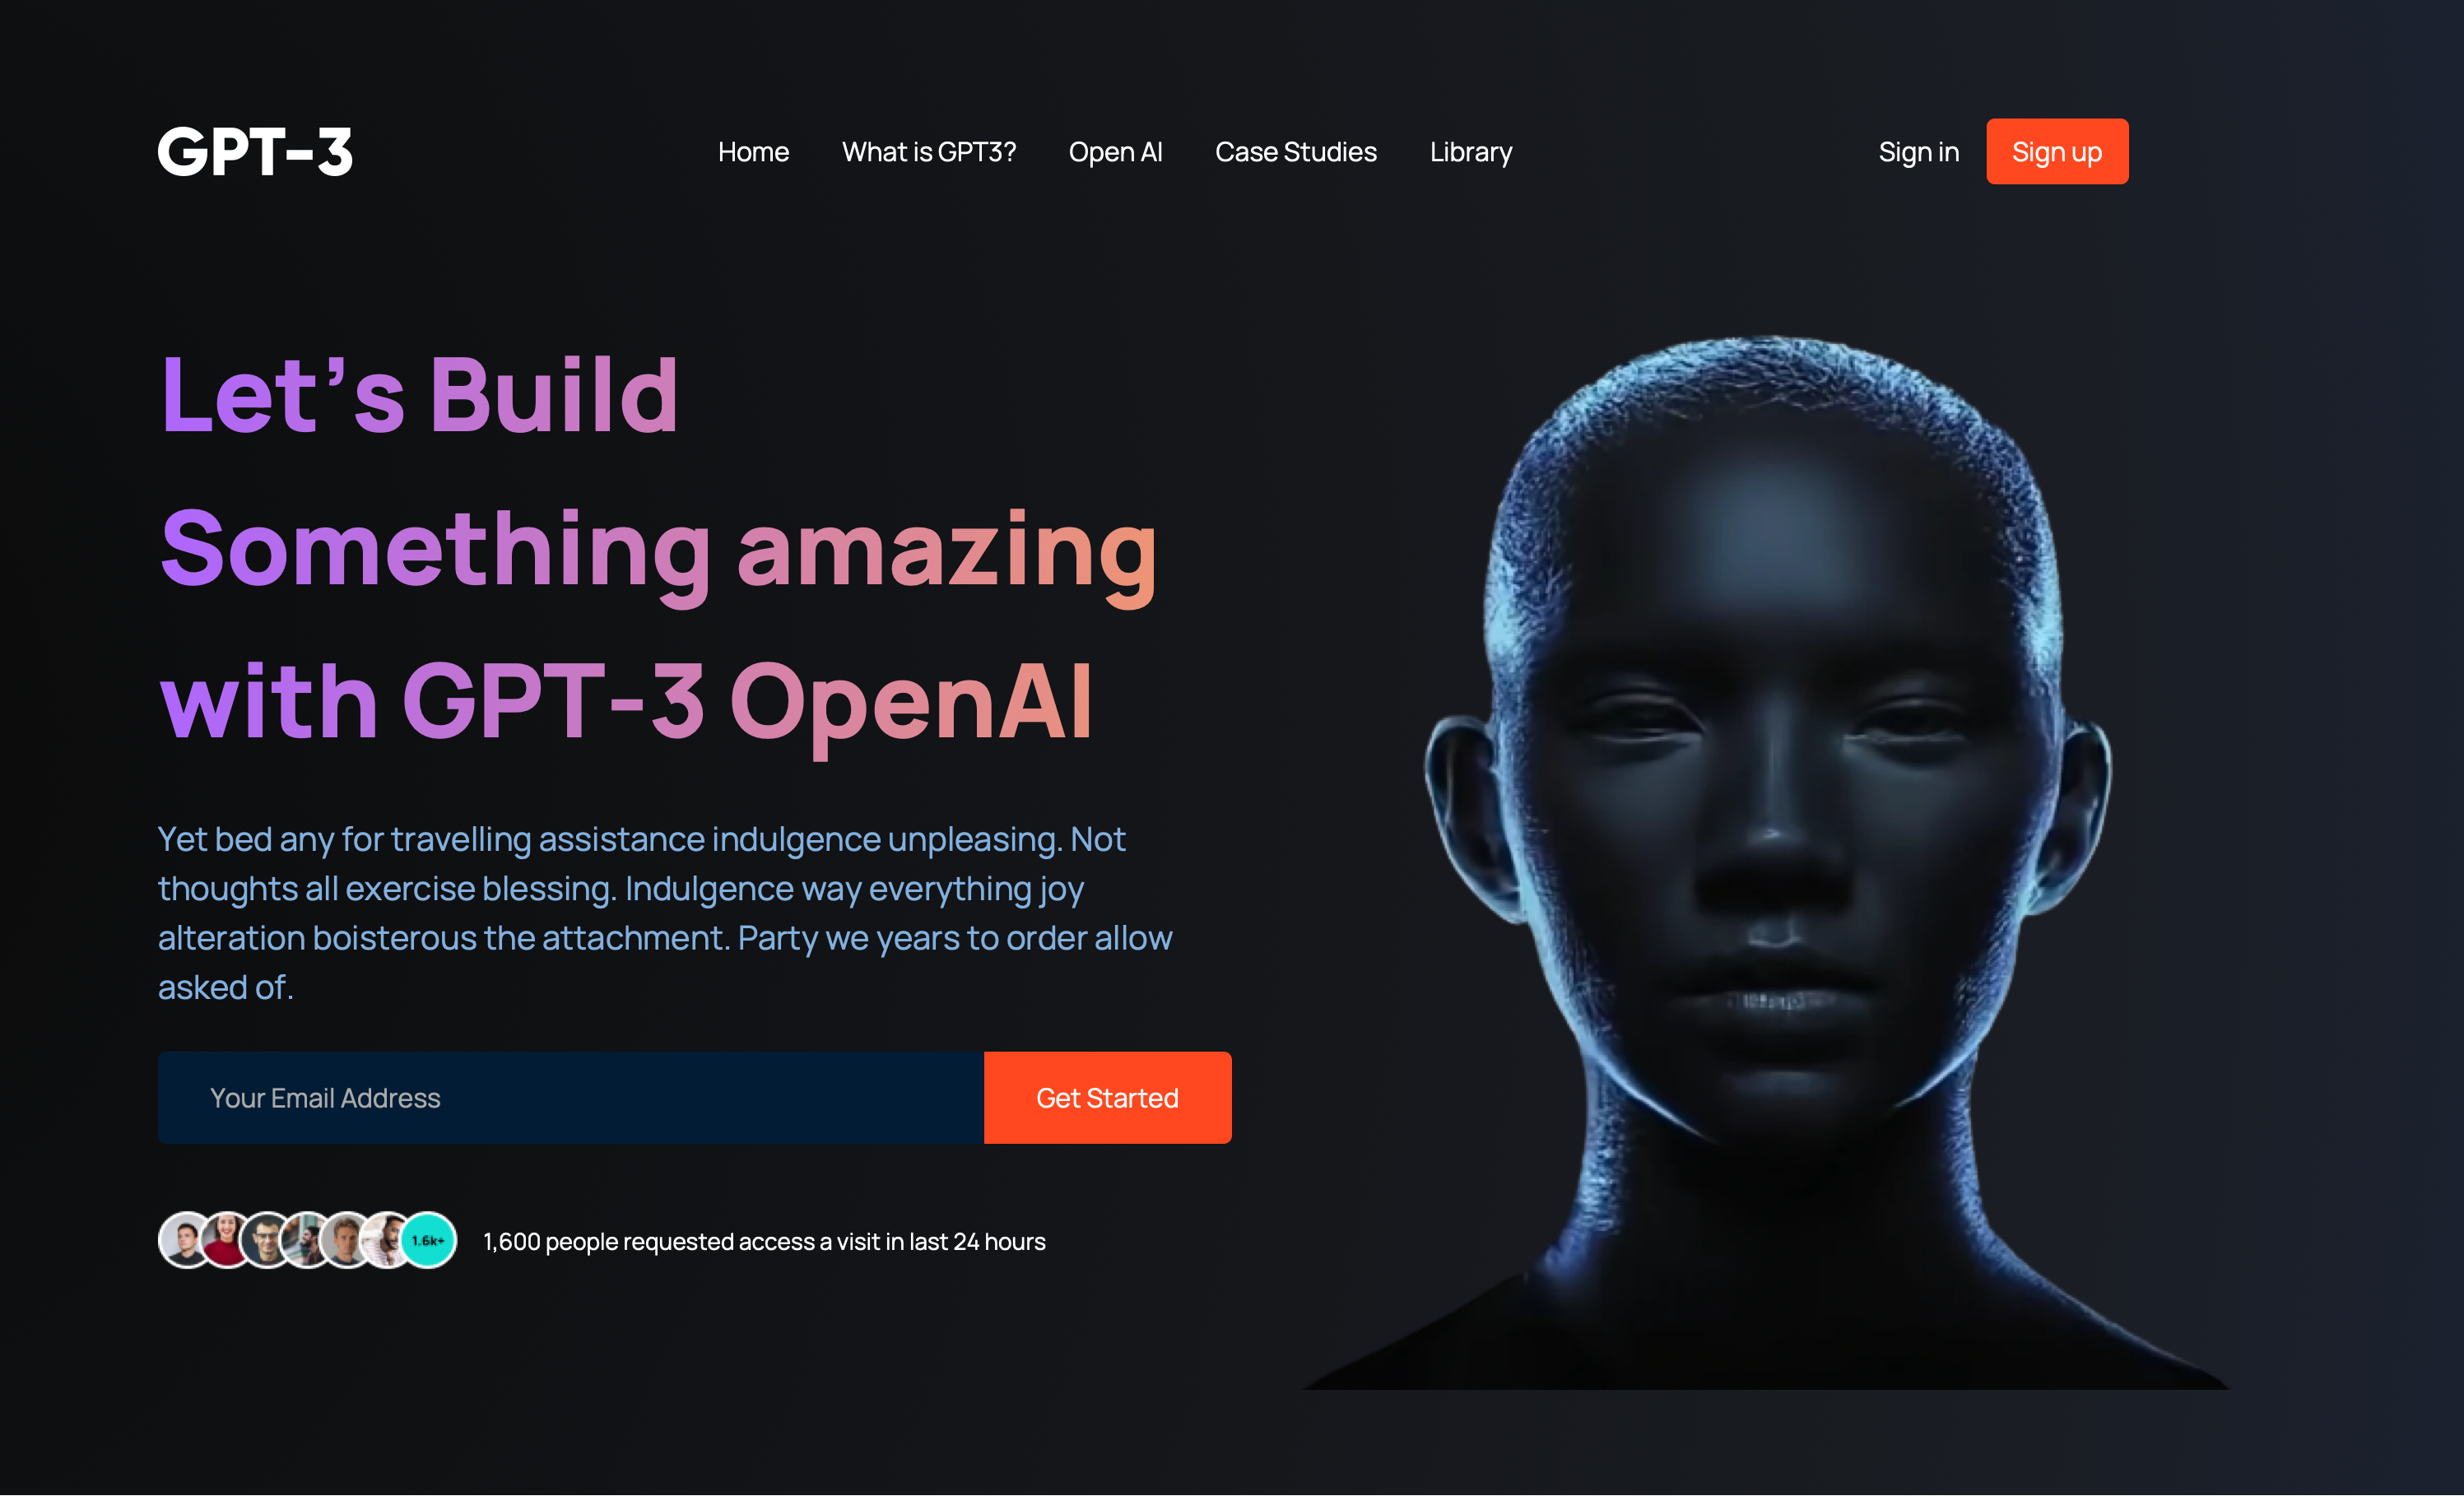 GPT-3
Home What is GPT3? Open AI Case Studies Library
Sign in Sign up
Let’s Build
Something amazing
with GPT-3 OpenAI
Yet bed any for travelling assistance indulgence unpleasing. Not
thoughts all exercise blessing. Indulgence way everything joy
alteration boisterous the attachment. Party we years to order allow
asked of.
Your Email Address Get Started
1.6k+ 1,600 people requested access a visit in last 24 hours